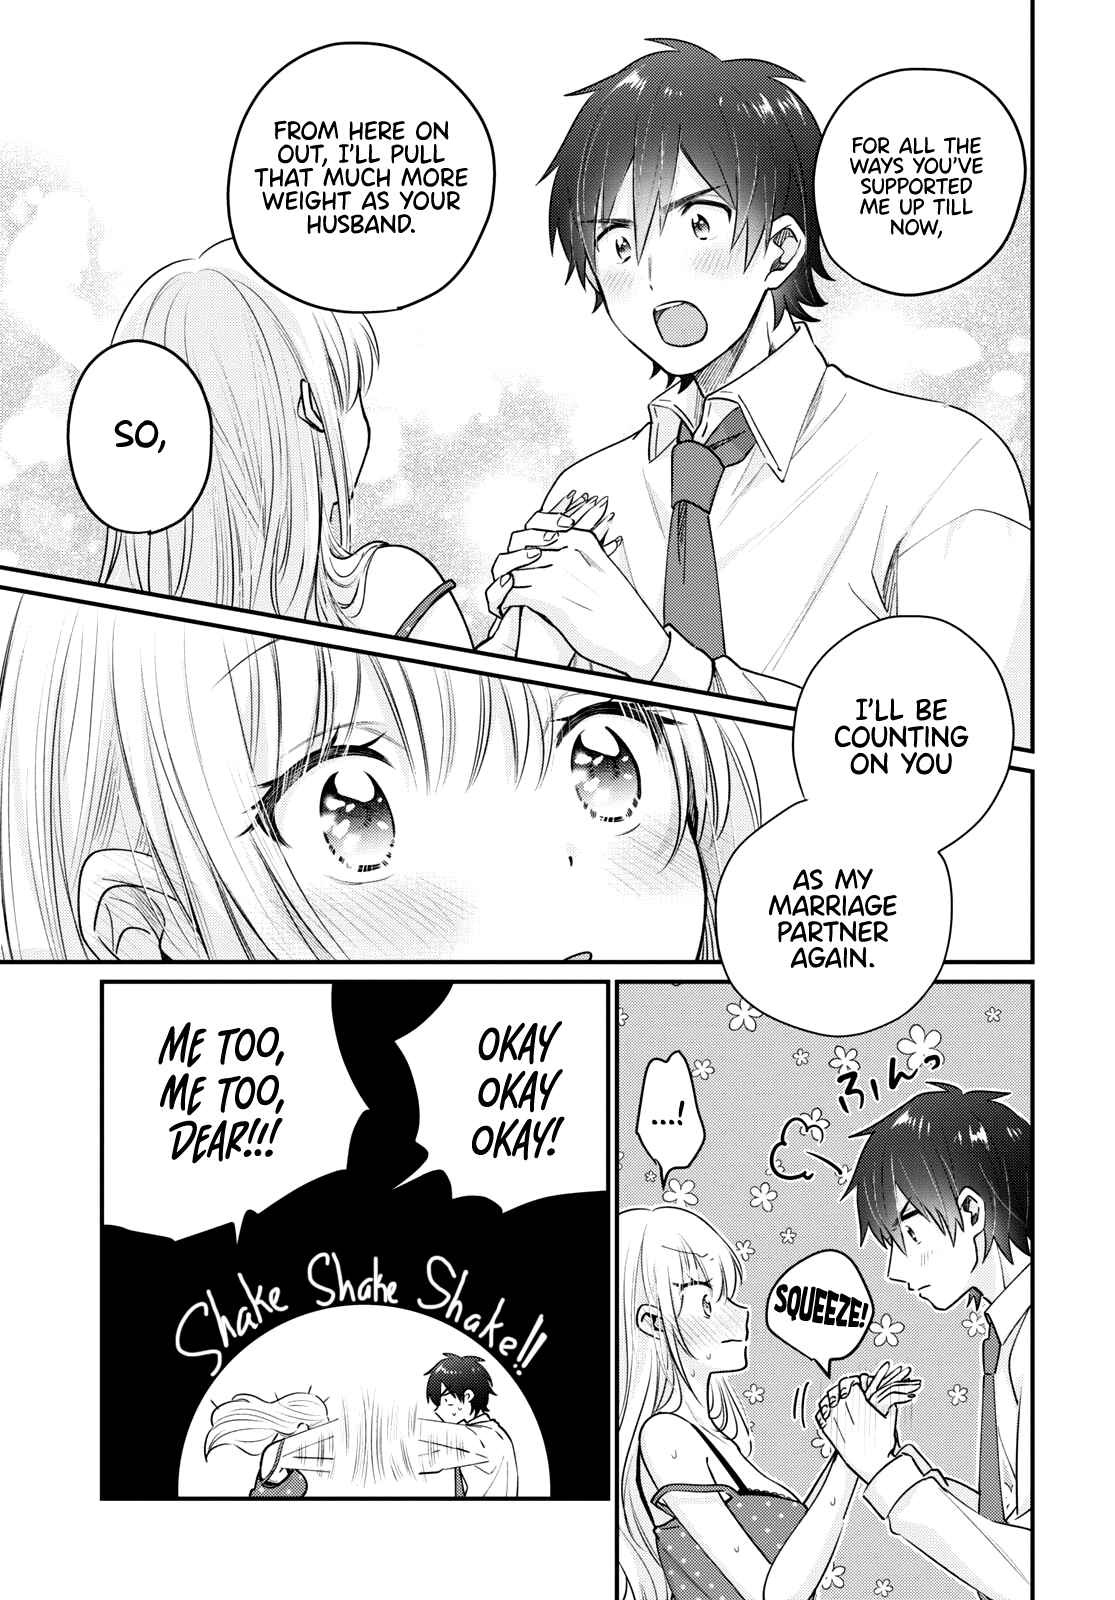 FOR ALL THE
WAYS YOU'VE
SUPPORTED
ME UP TILL
NOW,
FROM HERE ON
OUT, I'LL PULL
THAT MUCH MORE
WEIGHT AS YOUR
HUSBAND.
SO,
I'LL BE
COUNTING
ON YOU
AS MY
MARRIAGE
PARTNER
AGAIN.
ふんっ
...!
SQUEEZE!
OKAY
OKAY
OKAY!
ME TOO,
ME TOO,
DEAR!!!
Shake Shake Shake!!